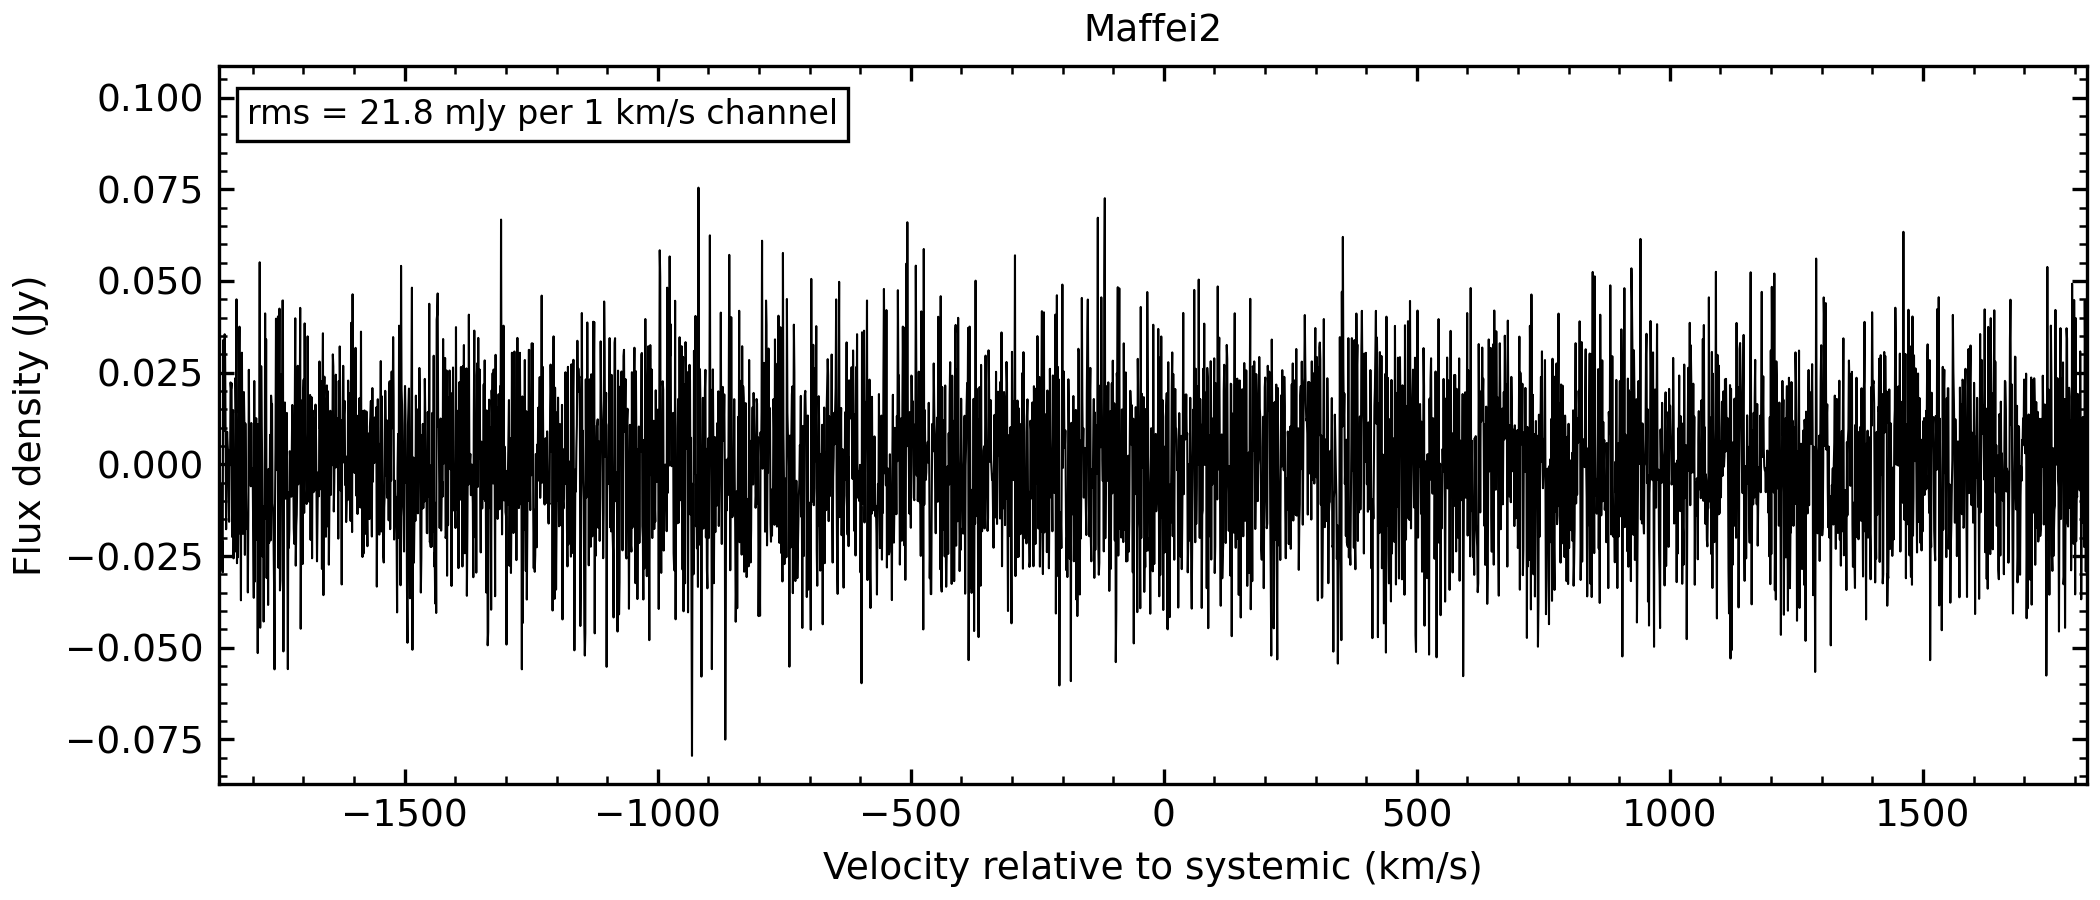 Maffei2
rms = 21.8 mJy per 1 km/s channel
Flux density (Jy)
0.100
0.075
0.050
0.025
0.000
−0.025
−0.050
−0.075
−1500 −1000 −500 0 500 1000 1500
Velocity relative to systemic (km/s)